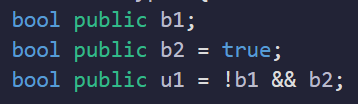 bool public b1;
bool public b2 = true;
bool public u1 = !b1 && b2;